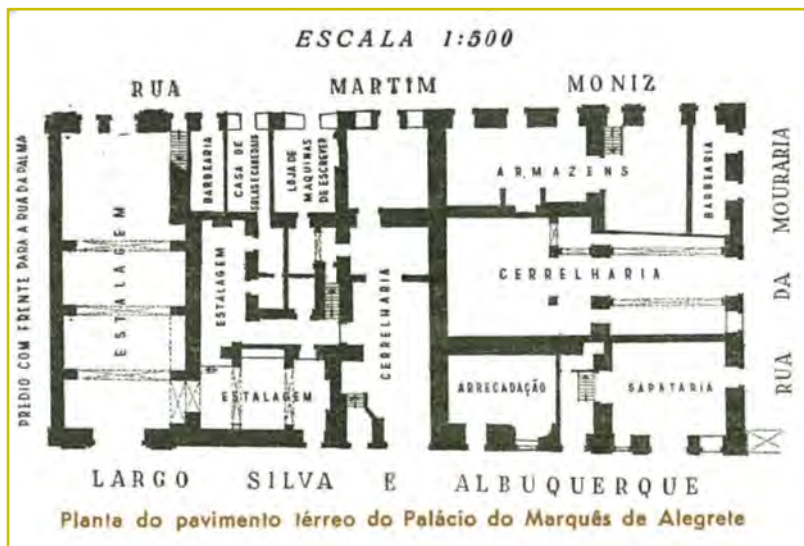 ESCALA 1:500
RUA MARTIM MONIZ
PREDIO COM FRENTE PARA A RUA DA PALMA
ESTALAGEM
BARBEARIA
CASA DE
SOLAS E CABEDAIS
LOJA DE
MAQUINAS
DE ESCREVER
ARMAZENS
BARBEARIA
RUA DA MOURARIA
ESTALAGEM
CERRELHARIA
CERRELHARIA
ESTALAGEM
ARRECADAÇÃO
SAPATARIA
LARGO SILVA E ALBUQUERQUE
Planta do pavimento térreo do Palácio do Marquês de Alegrete